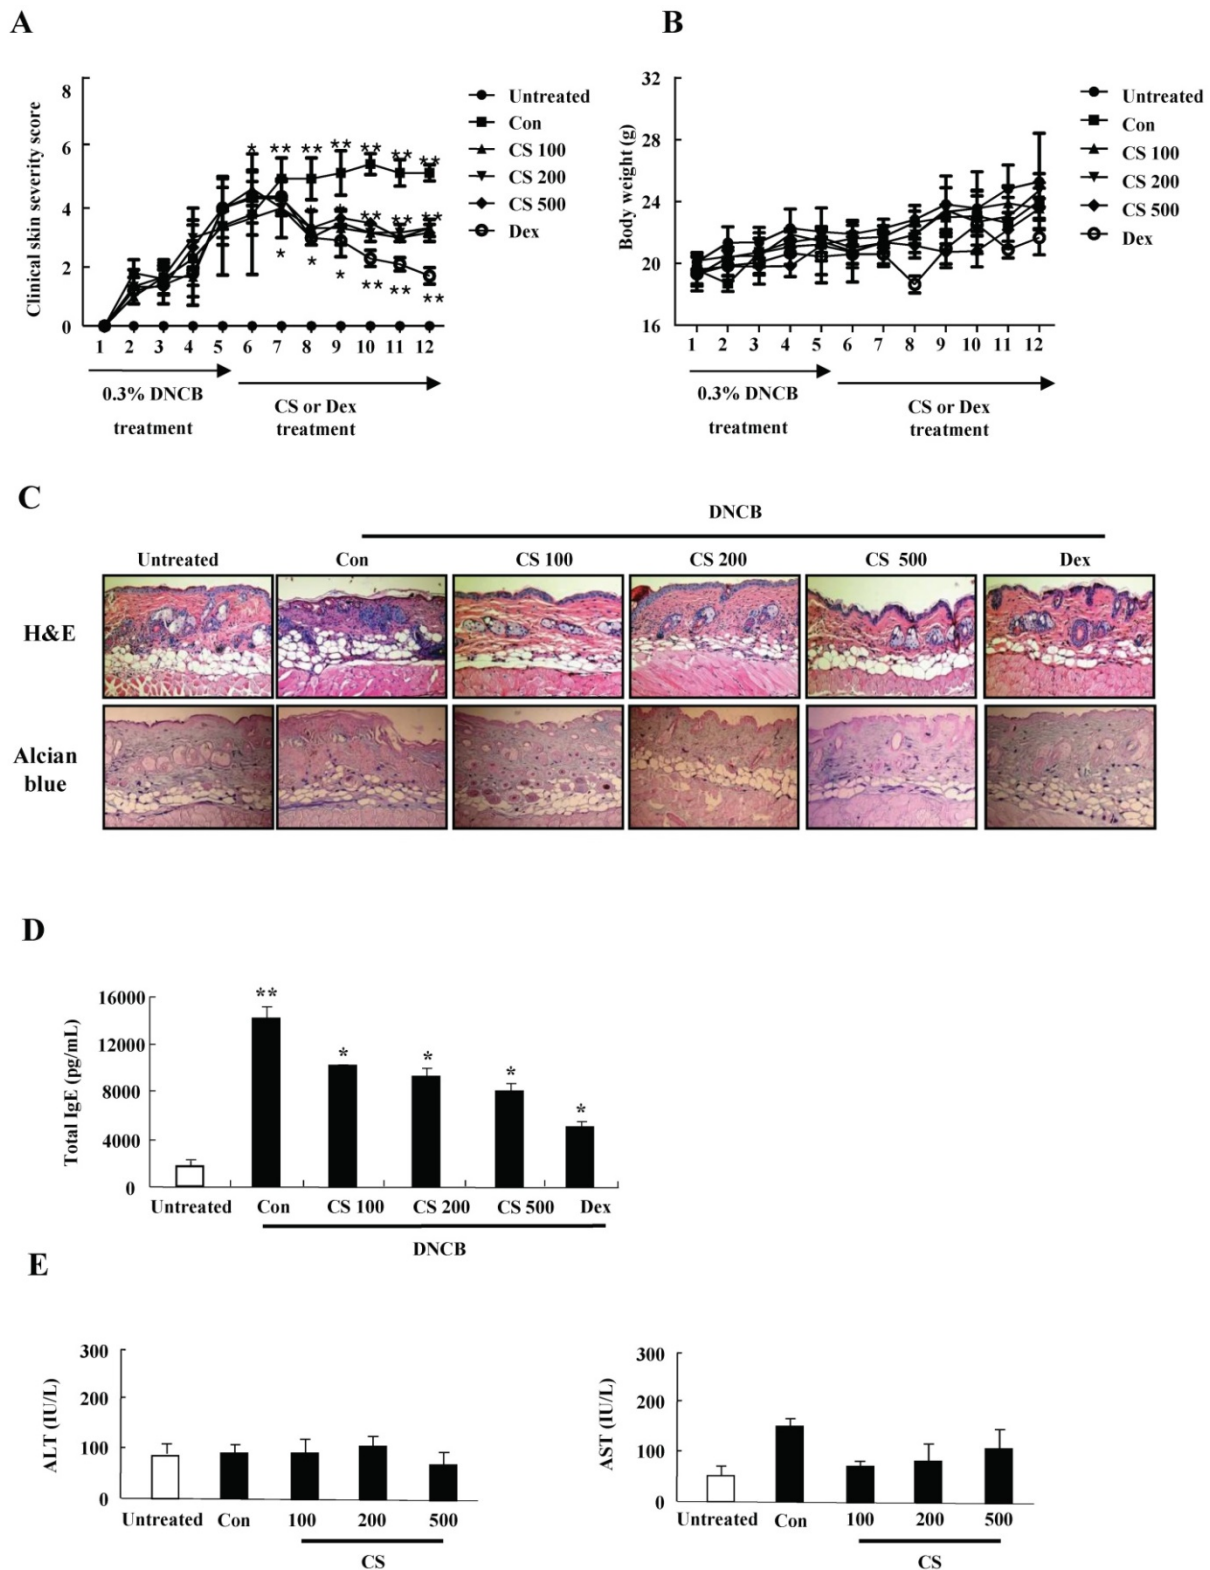 A
Clinical skin severity score
8
6
4
2
0
* ** ** ** ** ** **
** ** **
* * * ** ** **
Untreated
Con
CS 100
CS 200
CS 500
Dex
1 2 3 4 5 6 7 8 9 10 11 12
0.3% DNCB
treatment
CS or Dex
treatment
B
Body weight (g)
32
28
24
20
16
Untreated
Con
CS 100
CS 200
CS 500
Dex
1 2 3 4 5 6 7 8 9 10 11 12
0.3% DNCB
treatment
CS or Dex
treatment
C
DNCB
Untreated Con CS 100 CS 200 CS 500 Dex
H&E
Alcian
blue
D
Total IgE (pg/mL)
16000
12000
8000
4000
0
** * * * *
Untreated Con CS 100 CS 200 CS 500 Dex
DNCB
E
ALT (IU/L)
300
200
100
0
Untreated Con 100 200 500
CS
AST (IU/L)
300
200
100
0
Untreated Con 100 200 500
CS